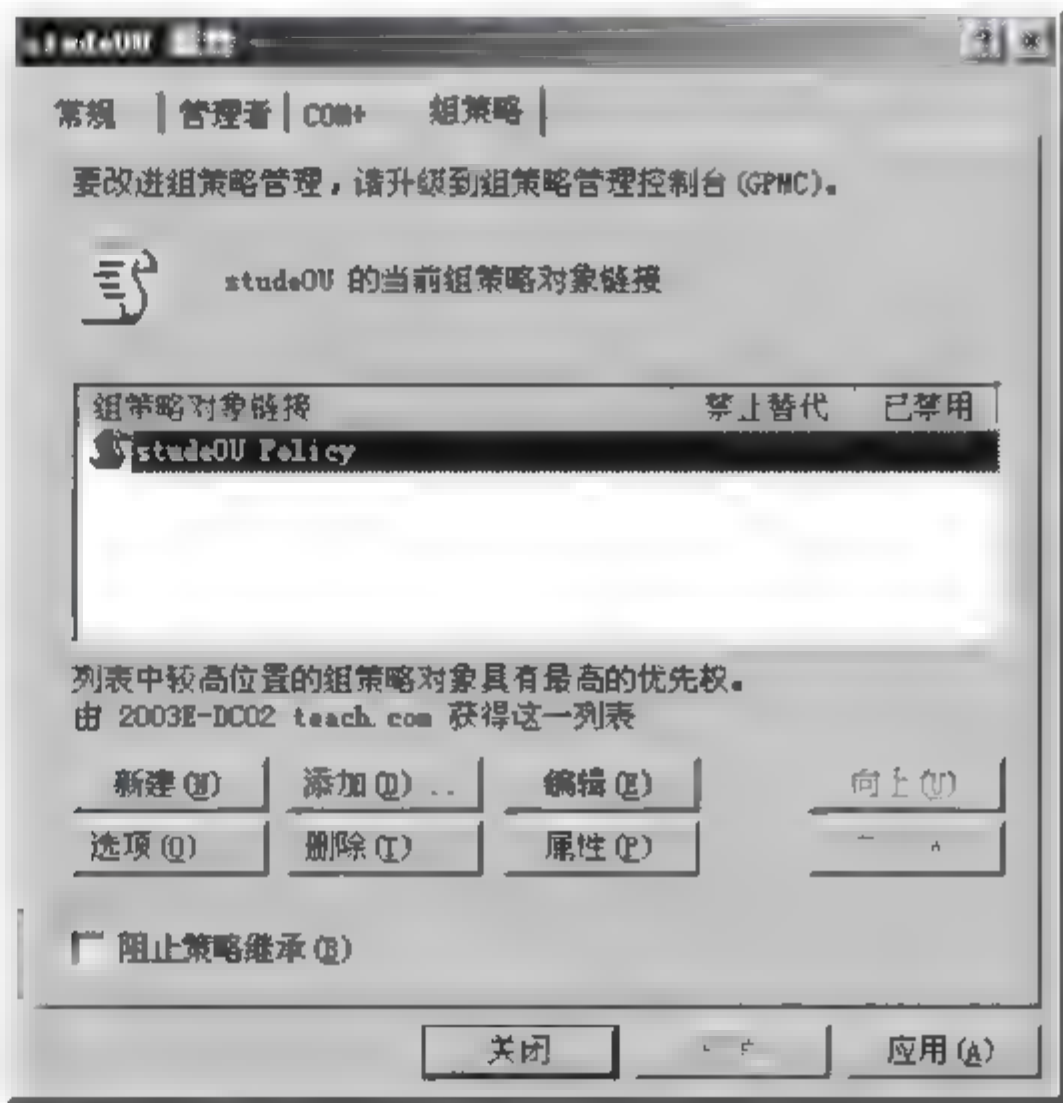 studeOU 属性
常规 管理者 COM+ 组策略
要改进组策略管理，请升级到组策略管理控制台(GPMC)。
studeOU 的当前组策略对象链接
组策略对象链接 禁止替代 已禁用
studeOU Policy
列表中较高位置的组策略对象具有最高的优先权。
由 2003E-DC02 teach.com 获得这一列表
新建(N) 添加(D)... 编辑(E) 向上(U)
选项(O) 删除(T) 属性(P)
阻止策略继承(B)
关闭 应用(A)